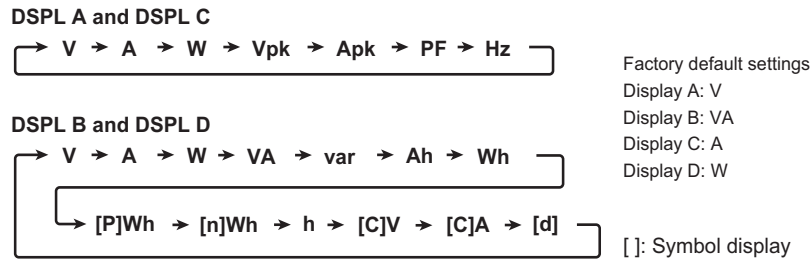 DSPL A and DSPL C
V → A → W → Vpk → Apk → PF → Hz
DSPL B and DSPL D
V → A → W → VA → var → Ah → Wh
[P]Wh → [n]Wh → h → [C]V → [C]A → [d]
Factory default settings
Display A: V
Display B: VA
Display C: A
Display D: W
[ ]: Symbol display